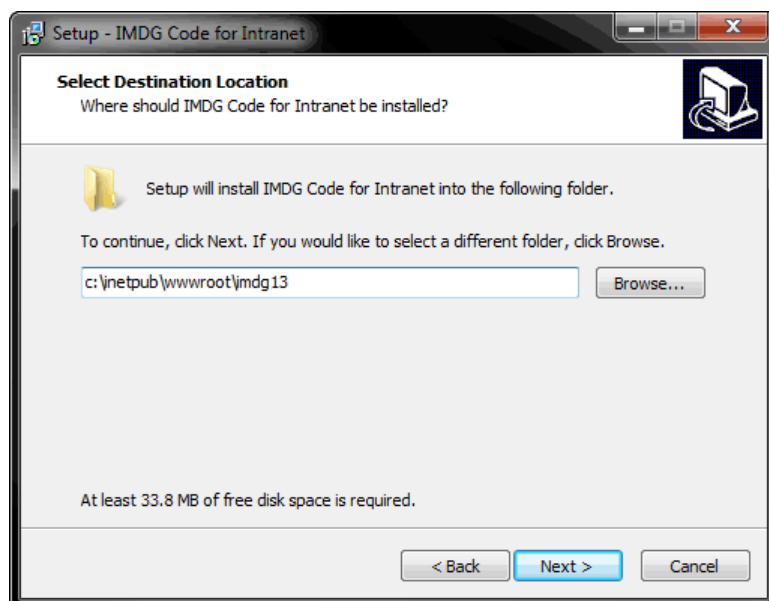 Setup - IMDG Code for Intranet
Select Destination Location
Where should IMDG Code for Intranet be installed?
Setup will install IMDG Code for Intranet into the following folder.
To continue, click Next. If you would like to select a different folder, click Browse.
c:\inetpub\wwwroot\imdg13
Browse...
At least 33.8 MB of free disk space is required.
< Back
Next >
Cancel